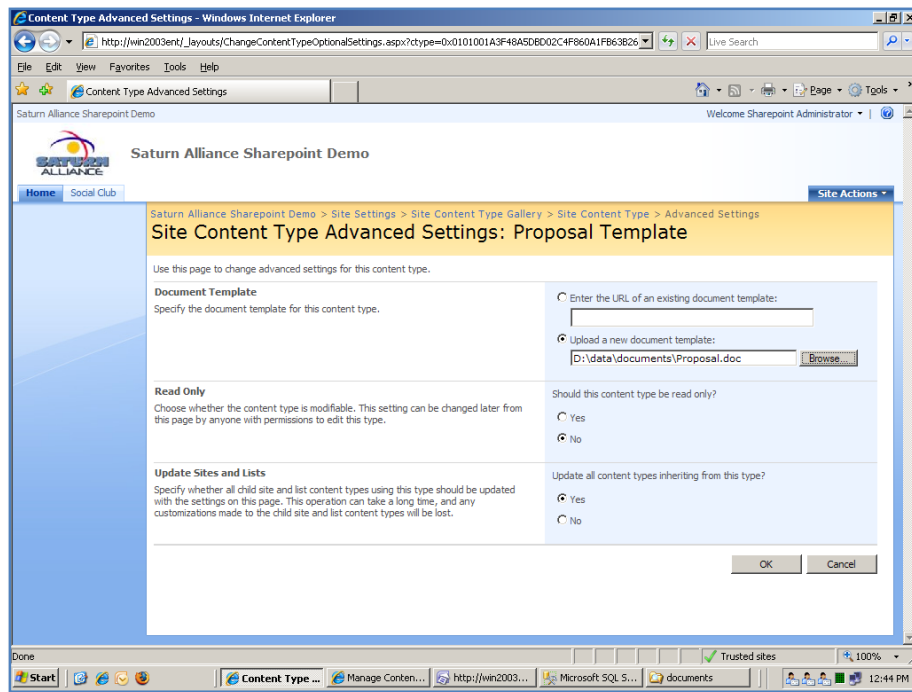 Content Type Advanced Settings - Windows Internet Explorer
http://win2003ent/_layouts/ChangeContentTypeOptionalSettings.aspx?ctype=0x0101001A3F48A5DBD02C4F860A1FB63B26
Live Search
File Edit View Favorites Tools Help
Content Type Advanced Settings
Page Tools
Saturn Alliance Sharepoint Demo
Welcome Sharepoint Administrator
SATURN
ALLIANCE
Saturn Alliance Sharepoint Demo
Home Social Club
Site Actions
Saturn Alliance Sharepoint Demo > Site Settings > Site Content Type Gallery > Site Content Type > Advanced Settings
Site Content Type Advanced Settings: Proposal Template
Use this page to change advanced settings for this content type.
Document Template
Specify the document template for this content type.
Enter the URL of an existing document template:
Upload a new document template:
D:\data\documents\Proposal.doc
Browse...
Read Only
Choose whether the content type is modifiable. This setting can be changed later from
this page by anyone with permissions to edit this type.
Should this content type be read only?
Yes
No
Update Sites and Lists
Specify whether all child site and list content types using this type should be updated
with the settings on this page. This operation can take a long time, and any
customizations made to the child site and list content types will be lost.
Update all content types inheriting from this type?
Yes
No
OK Cancel
Done
Trusted sites
100%
Start
Content Type ...
Manage Conten...
http://win2003...
Microsoft SQL S...
documents
12:44 PM